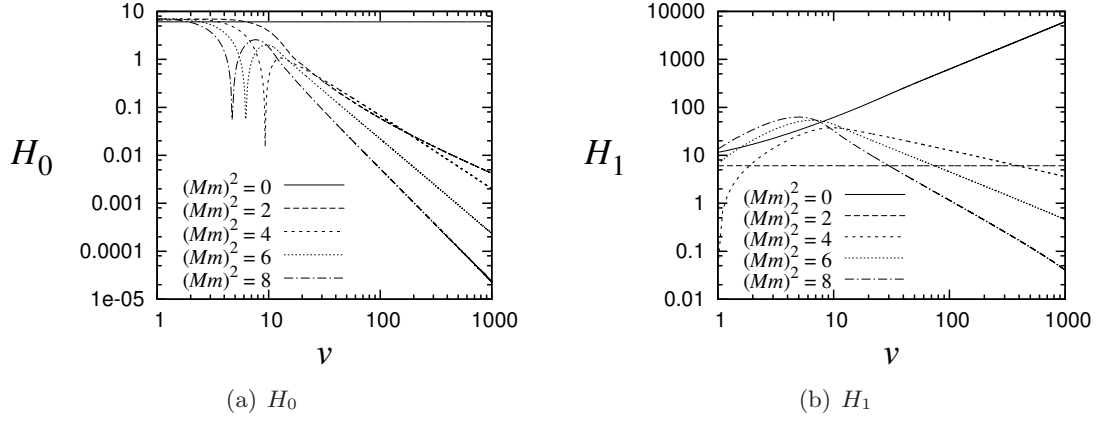 10
1
0.1
0.01
0.001
0.0001
1e-05
H₀
(Mm)² = 0
(Mm)² = 2
(Mm)² = 4
(Mm)² = 6
(Mm)² = 8
1 10 100 1000
v
(a) H₀
10000
1000
100
10
1
0.1
0.01
H₁
(Mm)² = 0
(Mm)² = 2
(Mm)² = 4
(Mm)² = 6
(Mm)² = 8
1 10 100 1000
v
(b) H₁